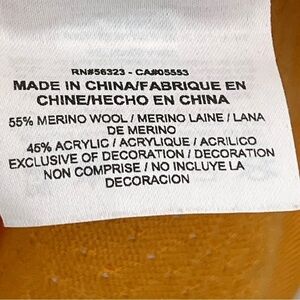 RN#56323 - CA#05553
MADE IN CHINA/FABRIQUE EN
CHINE/HECHO EN CHINA
55% MERINO WOOL / MERINO LAINE / LANA
DE MERINO
45% ACRYLIC / ACRYLIQUE / ACRILICO
EXCLUSIVE OF DECORATION / DECORATION
NON COMPRISE / NO INCLUYE LA
DECORACION